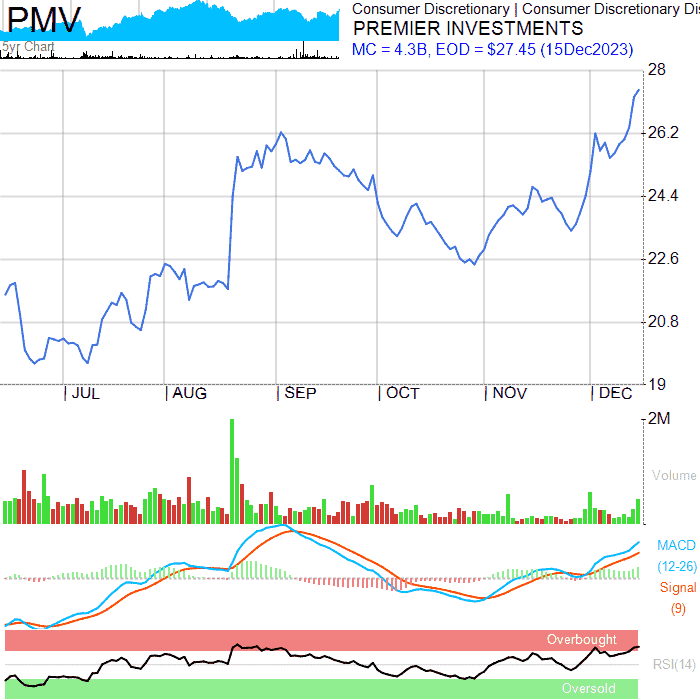 PMV
5yr Chart
Consumer Discretionary | Consumer Discretionary Dis
PREMIER INVESTMENTS
MC = 4.3B, EOD = $27.45 (15Dec2023)
28
26.2
24.4
22.6
20.8
19
JUL
AUG
SEP
OCT
NOV
DEC
2M
Volume
MACD
(12-26)
Signal
(9)
Overbought
RSI(14)
Oversold